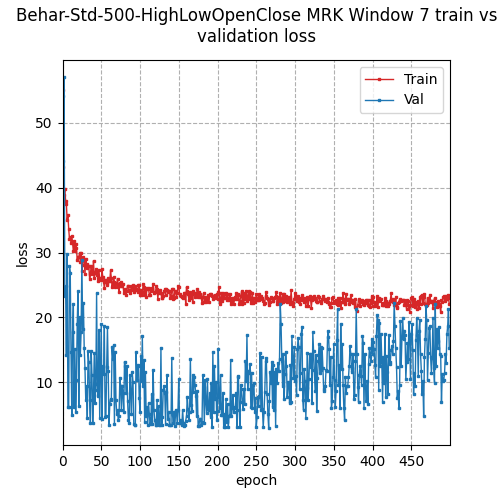 Behar-Std-500-HighLowOpenClose MRK Window 7 train vs
validation loss
Train
Val
50
40
30
20
10
loss
0
50
100
150
200
250
300
350
400
450
epoch